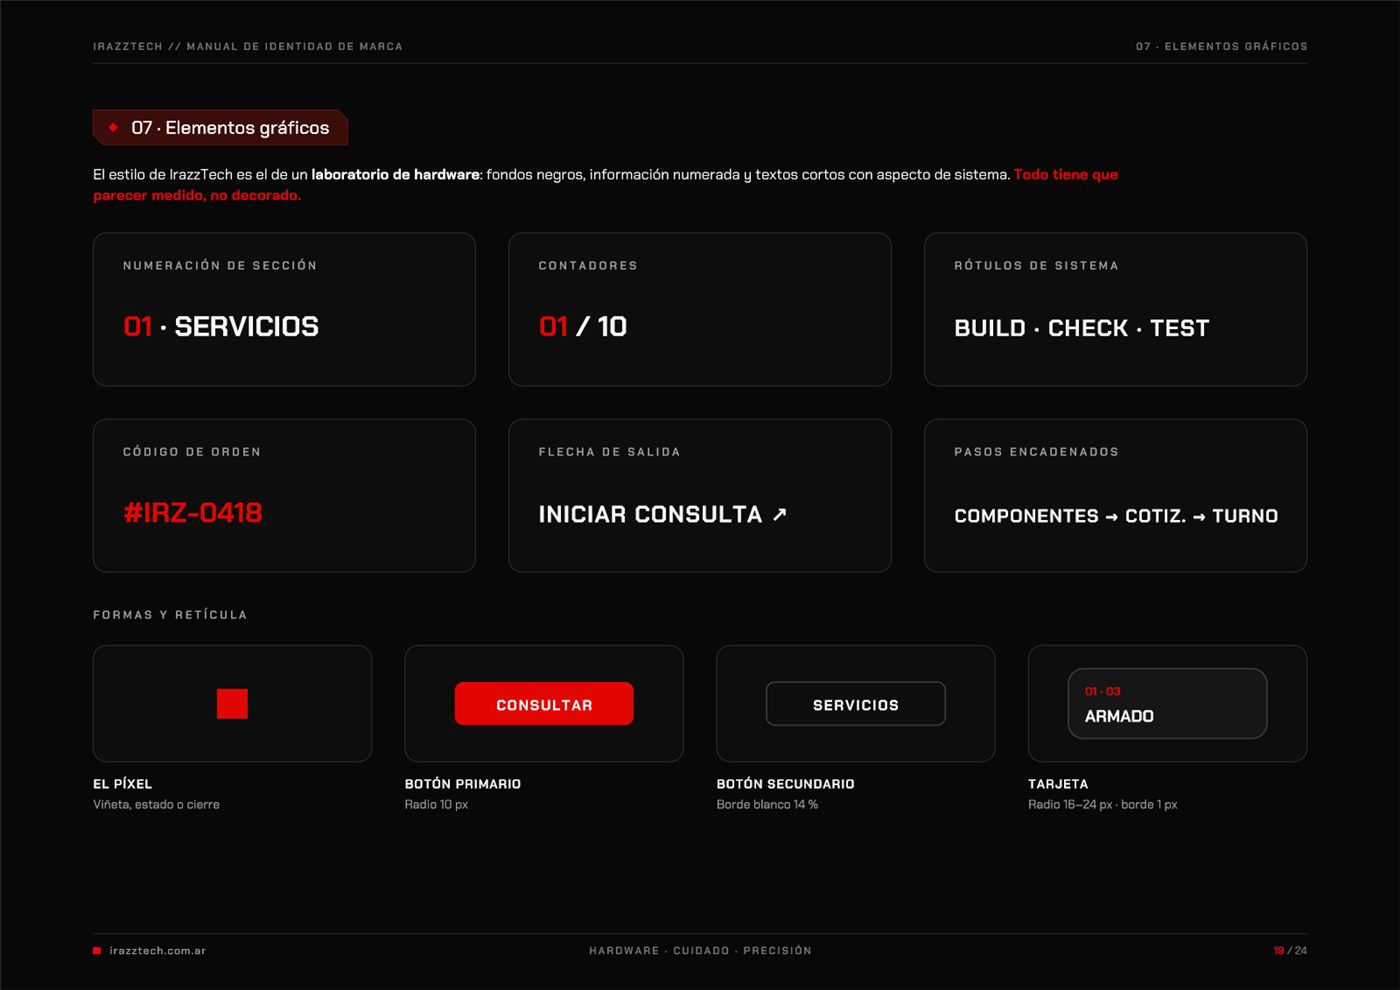 IRAZZTECH // MANUAL DE IDENTIDAD DE MARCA
07 · ELEMENTOS GRÁFICOS
07 · Elementos gráficos
El estilo de IrazzTech es el de un laboratorio de hardware: fondos negros, información numerada y textos cortos con aspecto de sistema. Todo tiene que
parecer medido, no decorado.
NUMERACIÓN DE SECCIÓN
01 · SERVICIOS
CONTADORES
01 / 10
RÓTULOS DE SISTEMA
BUILD · CHECK · TEST
CÓDIGO DE ORDEN
#IRZ-0418
FLECHA DE SALIDA
INICIAR CONSULTA ↗
PASOS ENCADENADOS
COMPONENTES → COTIZ. → TURNO
FORMAS Y RETÍCULA
EL PÍXEL
Viñeta, estado o cierre
CONSULTAR
BOTÓN PRIMARIO
Radio 10 px
SERVICIOS
BOTÓN SECUNDARIO
Borde blanco 14 %
01 · 03
ARMADO
TARJETA
Radio 16–24 px · borde 1 px
irazztech.com.ar
HARDWARE · CUIDADO · PRECISIÓN
19 / 24